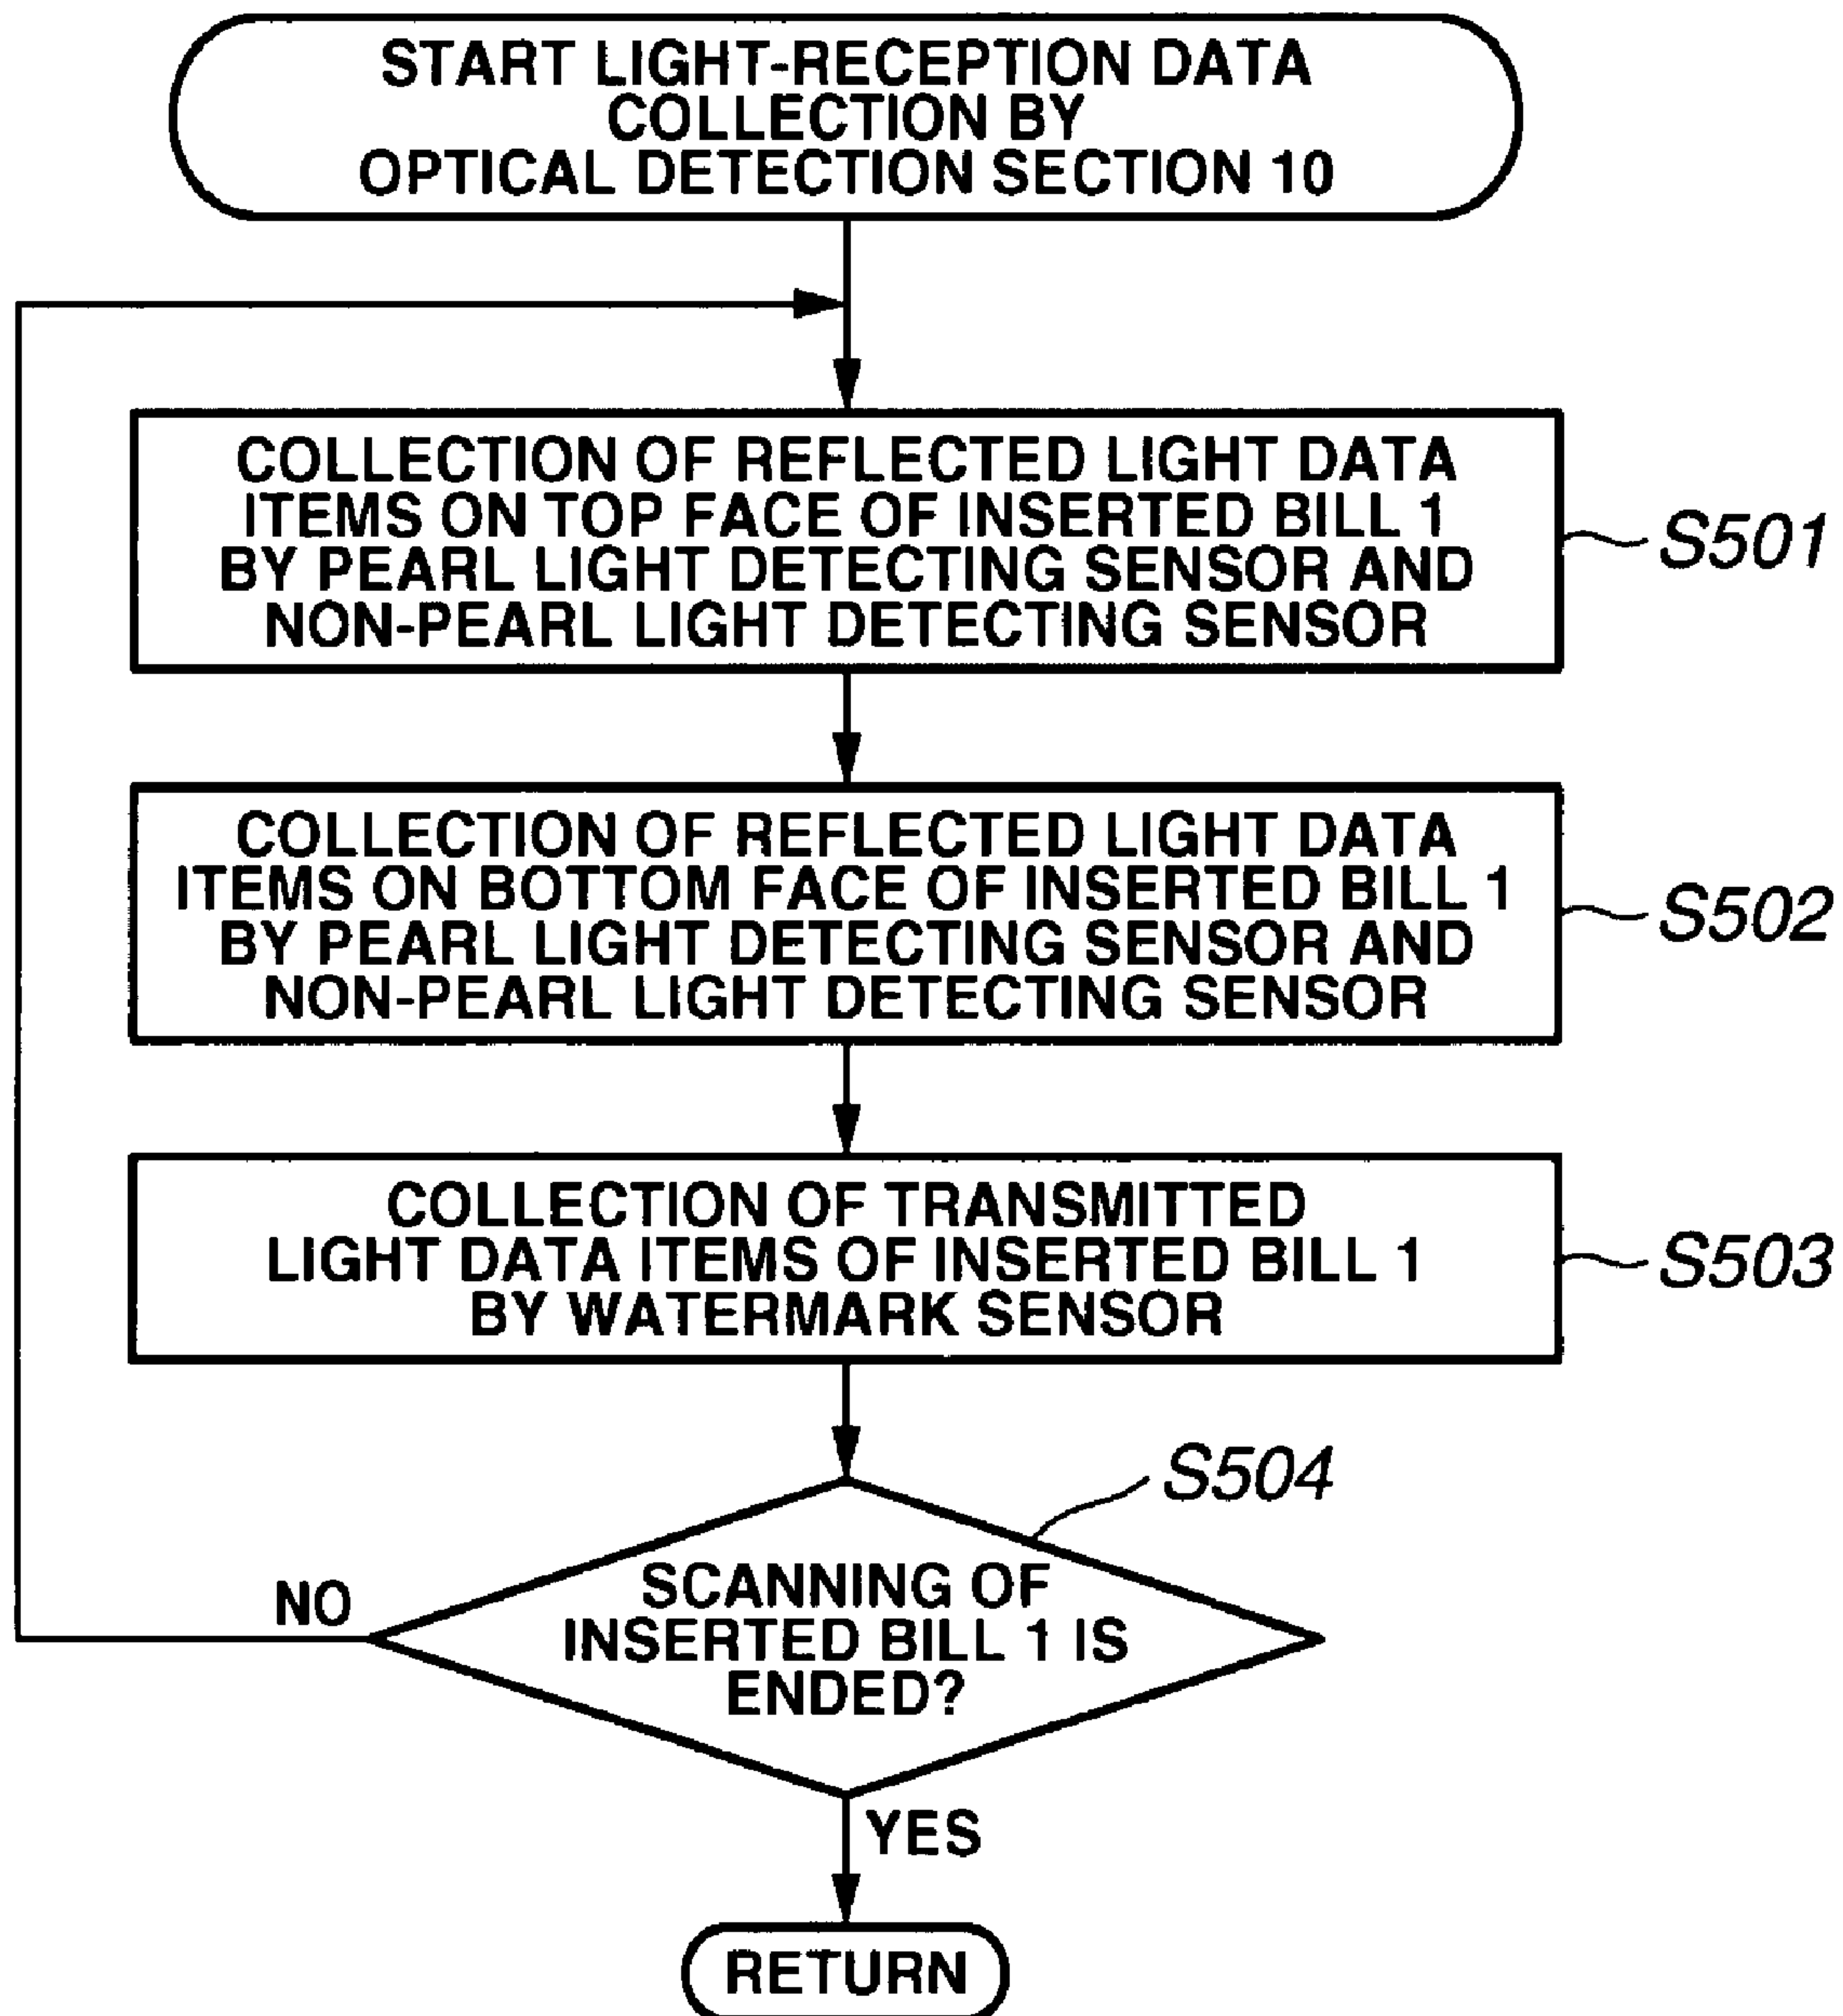 START LIGHT-RECEPTION DATA
COLLECTION BY
OPTICAL DETECTION SECTION 10
COLLECTION OF REFLECTED LIGHT DATA
ITEMS ON TOP FACE OF INSERTED BILL 1
BY PEARL LIGHT DETECTING SENSOR AND
NON-PEARL LIGHT DETECTING SENSOR
S501
COLLECTION OF REFLECTED LIGHT DATA
ITEMS ON BOTTOM FACE OF INSERTED BILL 1
BY PEARL LIGHT DETECTING SENSOR AND
NON-PEARL LIGHT DETECTING SENSOR
S502
COLLECTION OF TRANSMITTED
LIGHT DATA ITEMS OF INSERTED BILL 1
BY WATERMARK SENSOR
S503
S504
SCANNING OF
INSERTED BILL 1 IS
ENDED?
NO
YES
RETURN